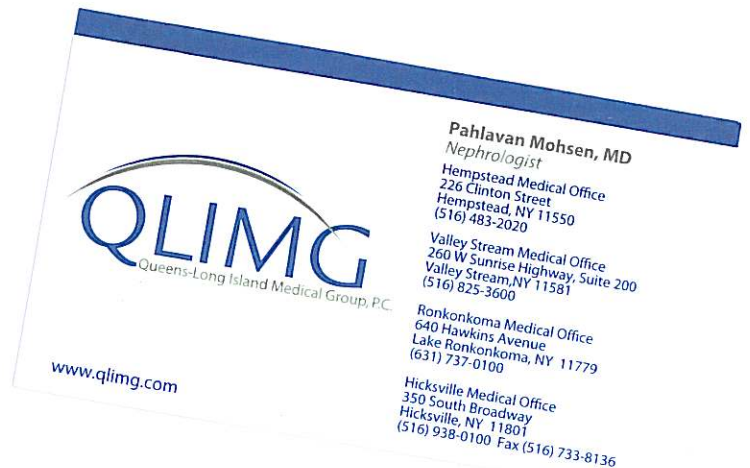 QLIMG
Queens-Long Island Medical Group, P.C.
www.qlimg.com
Pahlavan Mohsen, MD
Nephrologist
Hempstead Medical Office
226 Clinton Street
Hempstead, NY 11550
(516) 483-2020
Valley Stream Medical Office
260 W Sunrise Highway, Suite 200
Valley Stream,NY 11581
(516) 825-3600
Ronkonkoma Medical Office
640 Hawkins Avenue
Lake Ronkonkoma, NY 11779
(631) 737-0100
Hicksville Medical Office
350 South Broadway
Hicksville, NY 11801
(516) 938-0100 Fax (516) 733-8136